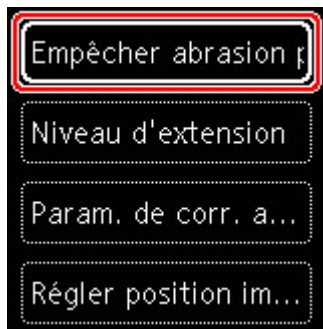 Empêcher abrasion p
Niveau d'extension
Param. de corr. a...
Régler position im...